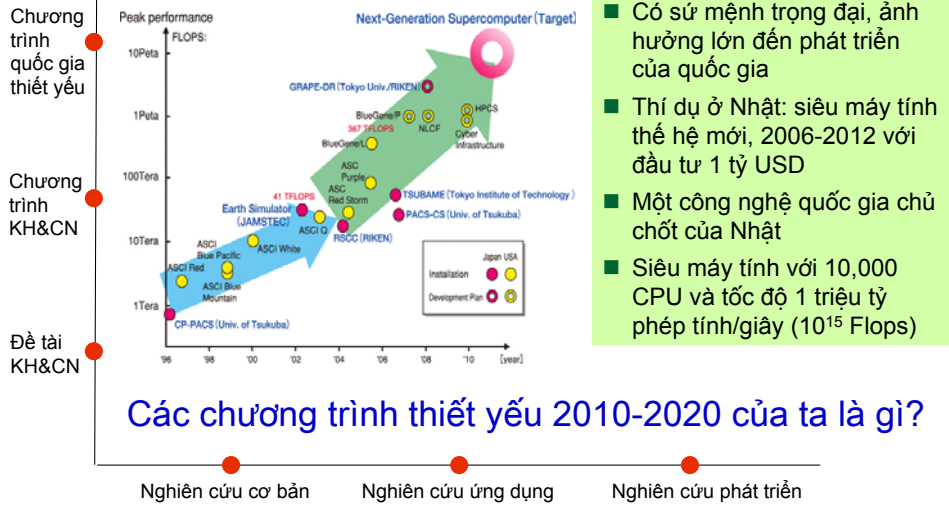 Chương
trình
quốc gia
thiết yếu
Chương
trình
KH&CN
Đề tài
KH&CN
Peak performance
FLOPS:
Next-Generation Supercomputer (Target)
10Peta
GRAPE-DR (Tokyo Univ./RIKEN)
1Peta
BlueGene/P
NLCF
HPCS
367 TFLOPS
Cyber
Infrastructure
BlueGene/L
ASC
Purple
100Tera
ASC
Red Storm
TSUBAME (Tokyo Institute of Technology)
41 TFLOPS
Earth Simulator
(JAMSTEC)
ASCI Q
PACS-CS (Univ. of Tsukuba)
RSCC (RIKEN)
10Tera
ASCI
Blue Pacific
ASCI White
ASCI Red
ASCI Blue
Mountain
Japan USA
Installation
Development Plan
1Tera
CP-PACS (Univ. of Tsukuba)
'96 '98 '00 '02 '04 '06 '08 '10 [year]
Có sứ mệnh trọng đại, ảnh
hưởng lớn đến phát triển
của quốc gia
Thí dụ ở Nhật: siêu máy tính
thế hệ mới, 2006-2012 với
đầu tư 1 tỷ USD
Một công nghệ quốc gia chủ
chốt của Nhật
Siêu máy tính với 10,000
CPU và tốc độ 1 triệu tỷ
phép tính/giây (10¹⁵ Flops)
Các chương trình thiết yếu 2010-2020 của ta là gì?
Nghiên cứu cơ bản
Nghiên cứu ứng dụng
Nghiên cứu phát triển